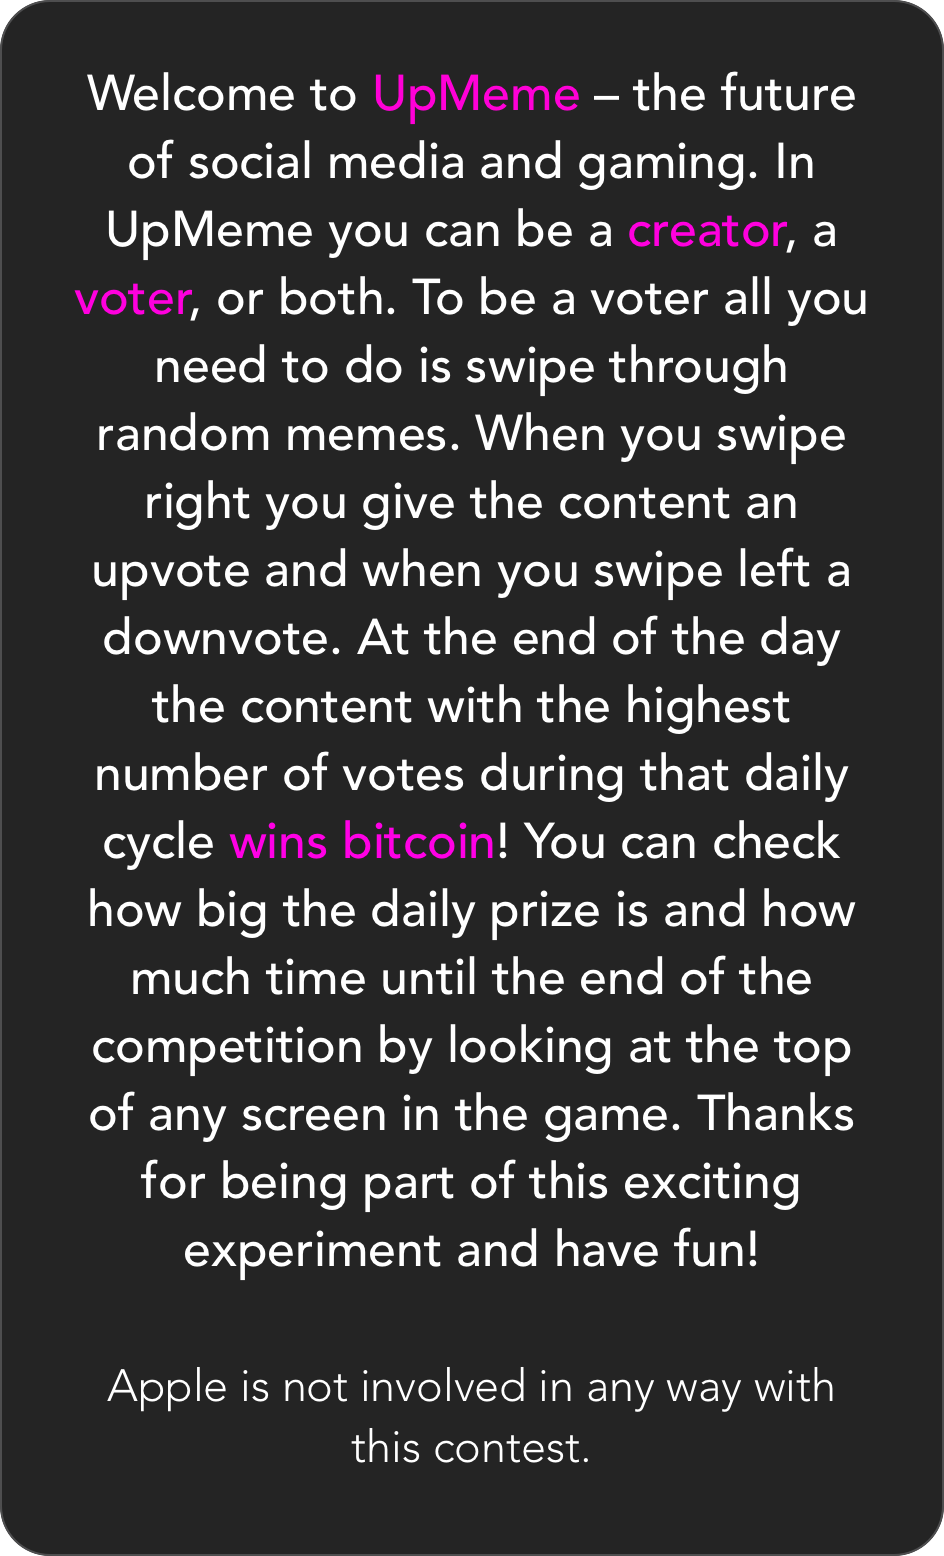 Welcome to UpMeme – the future
of social media and gaming. In
UpMeme you can be a creator, a
voter, or both. To be a voter all you
need to do is swipe through
random memes. When you swipe
right you give the content an
upvote and when you swipe left a
downvote. At the end of the day
the content with the highest
number of votes during that daily
cycle wins bitcoin! You can check
how big the daily prize is and how
much time until the end of the
competition by looking at the top
of any screen in the game. Thanks
for being part of this exciting
experiment and have fun!
Apple is not involved in any way with
this contest.